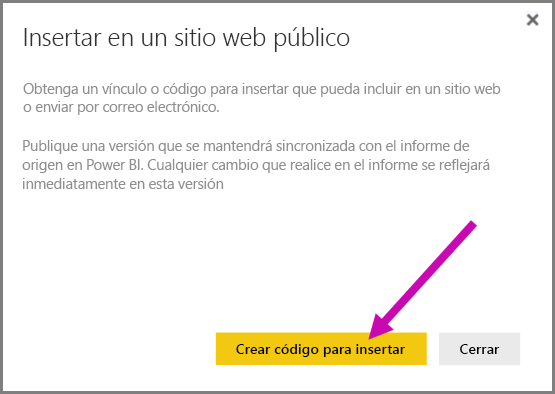 Insertar en un sitio web público
Obtenga un vínculo o código para insertar que pueda incluir en un sitio web
o enviar por correo electrónico.
Publique una versión que se mantendrá sincronizada con el informe de
origen en Power BI. Cualquier cambio que realice en el informe se reflejará
inmediatamente en esta versión
Crear código para insertar
Cerrar